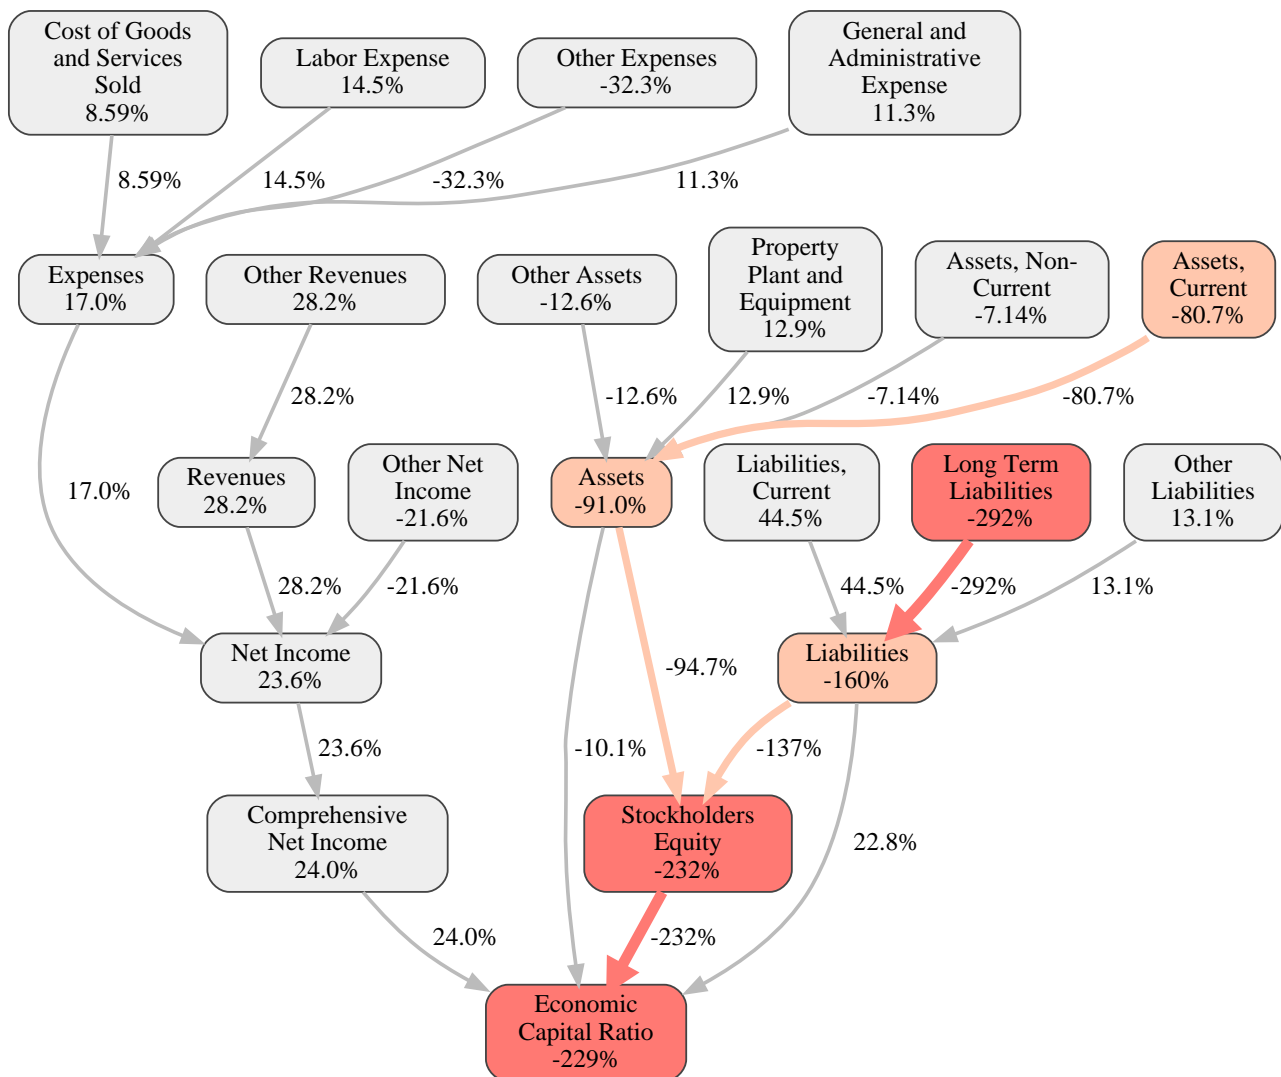 Cost of Goods
and Services
Sold
8.59%
Labor Expense
14.5%
Other Expenses
-32.3%
General and
Administrative
Expense
11.3%
8.59%
14.5%
-32.3%
11.3%
Expenses
17.0%
Other Revenues
28.2%
Other Assets
-12.6%
Property
Plant and
Equipment
12.9%
Assets, Non-
Current
-7.14%
Assets,
Current
-80.7%
28.2%
-12.6%
12.9%
-7.14%
-80.7%
17.0%
Revenues
28.2%
Other Net
Income
-21.6%
Assets
-91.0%
Liabilities,
Current
44.5%
Long Term
Liabilities
-292%
Other
Liabilities
13.1%
28.2%
-21.6%
44.5%
-292%
13.1%
Net Income
23.6%
-94.7%
Liabilities
-160%
23.6%
-10.1%
-137%
Comprehensive
Net Income
24.0%
Stockholders
Equity
-232%
22.8%
24.0%
-232%
Economic
Capital Ratio
-229%